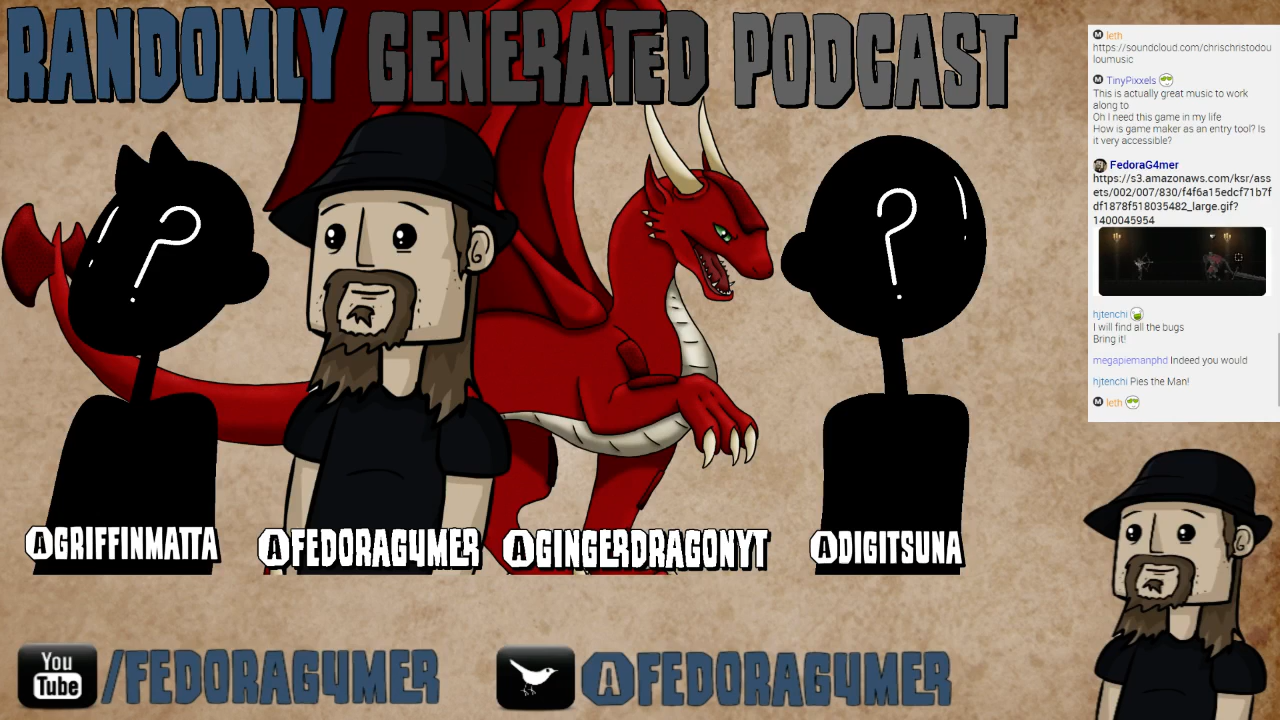 RANDOMLY GENERATED PODCAST
leth
https://soundcloud.com/chrischristodou
loumusic
TinyPixxels
This is actually great music to work
along to
Oh I need this game in my life
How is game maker as an entry tool? Is
it very accessible?
FedoraG4mer
https://s3.amazonaws.com/ksr/ass
ets/002/007/830/f4f6a15edcf71b7f
df1878f518035482_large.gif?
1400045954
hjtenchi
I will find all the bugs
Bring it!
megapiemanphd Indeed you would
hjtenchi Pies the Man!
leth
?
?
@GRIFFINMATTA
@FEDORAG4MER
@GINGERDRAGONYT
@DIGITSUNA
You Tube /FEDORAG4MER
@FEDORAG4MER